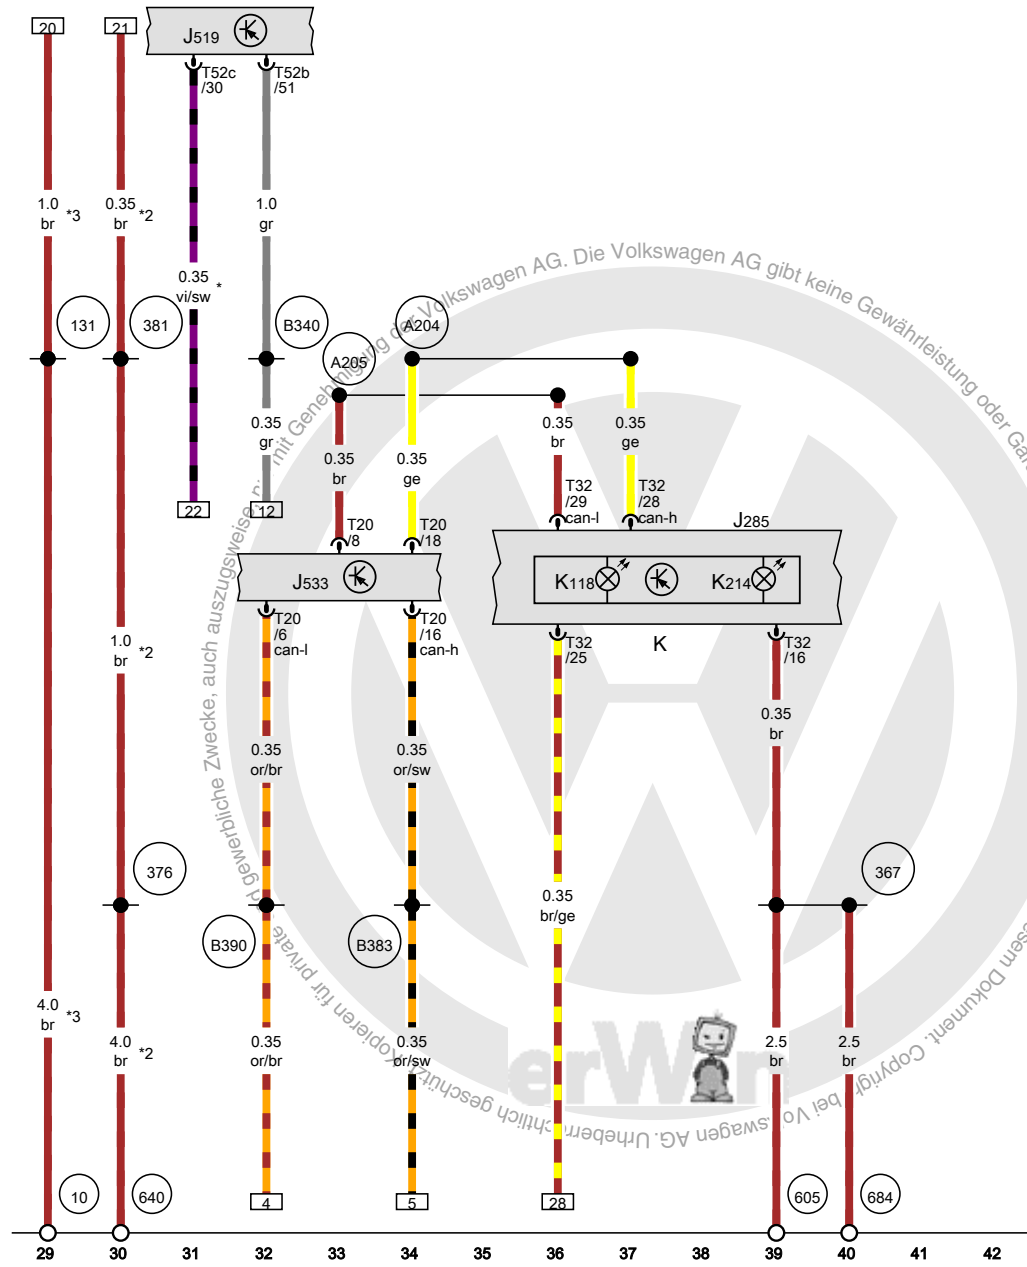 20
21
J519
T52c
/30
T52b
/51
1.0
br
*3
0.35
br
*2
0.35
vi/sw
*
1.0
gr
131
381
B340
A205
A204
0.35
gr
0.35
br
0.35
ge
0.35
br
0.35
ge
22
12
T20
/8
T20
/18
T32
/29
can-l
T32
/28
can-h
J285
J533
K118
K214
T20
/6
can-l
T20
/16
can-h
T32
/25
K
T32
/16
1.0
br
*2
0.35
br
0.35
or/br
0.35
or/sw
376
367
0.35
br/ge
B390
B383
4.0
br
*3
4.0
br
*2
0.35
or/br
0.35
or/sw
2.5
br
2.5
br
10
640
4
5
28
605
684
29 30 31 32 33 34 35 36 37 38 39 40 41 42
erWin
mit Genehmigung der Volkswagen AG. Die Volkswagen AG gibt keine Gewährleistung oder
Dokument. Copyright bei Volkswagen AG. Urheberrechtlich geschützt. Kopieren für private und gewerbliche Zwecke, auch auszugsweise,